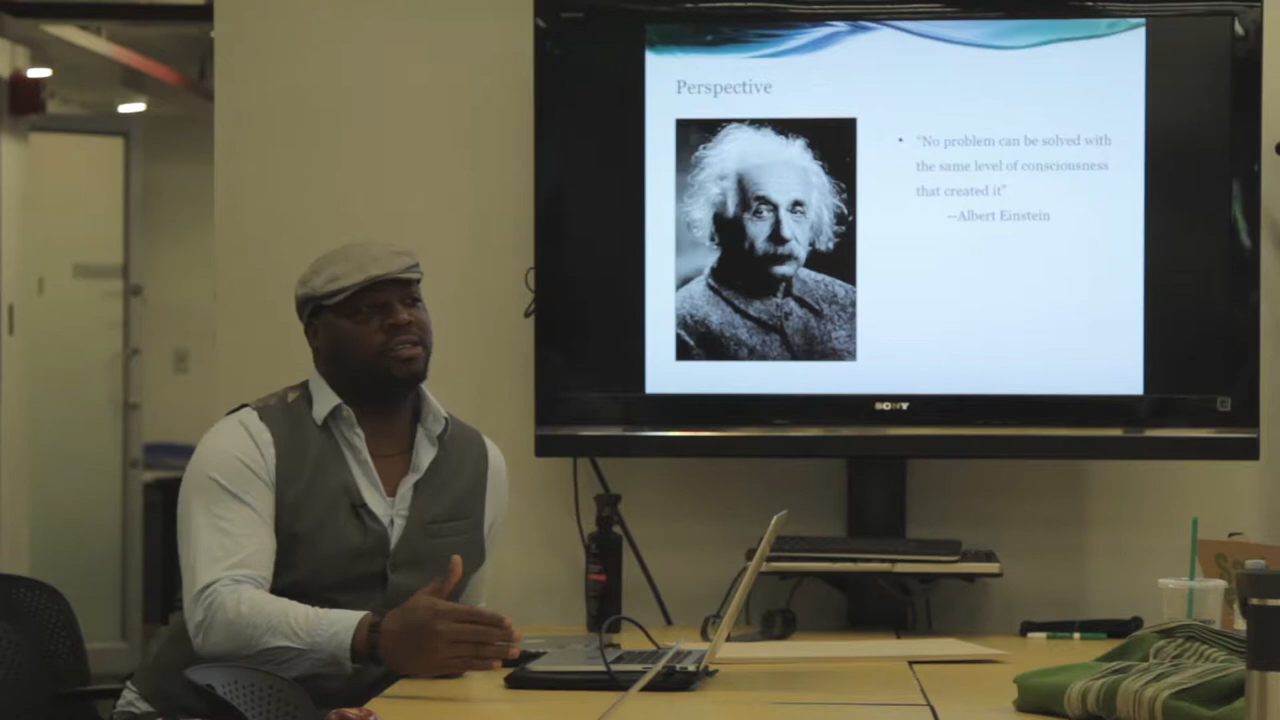 Perspective
• “No problem can be solved with
the same level of consciousness
that created it”
--Albert Einstein
SONY